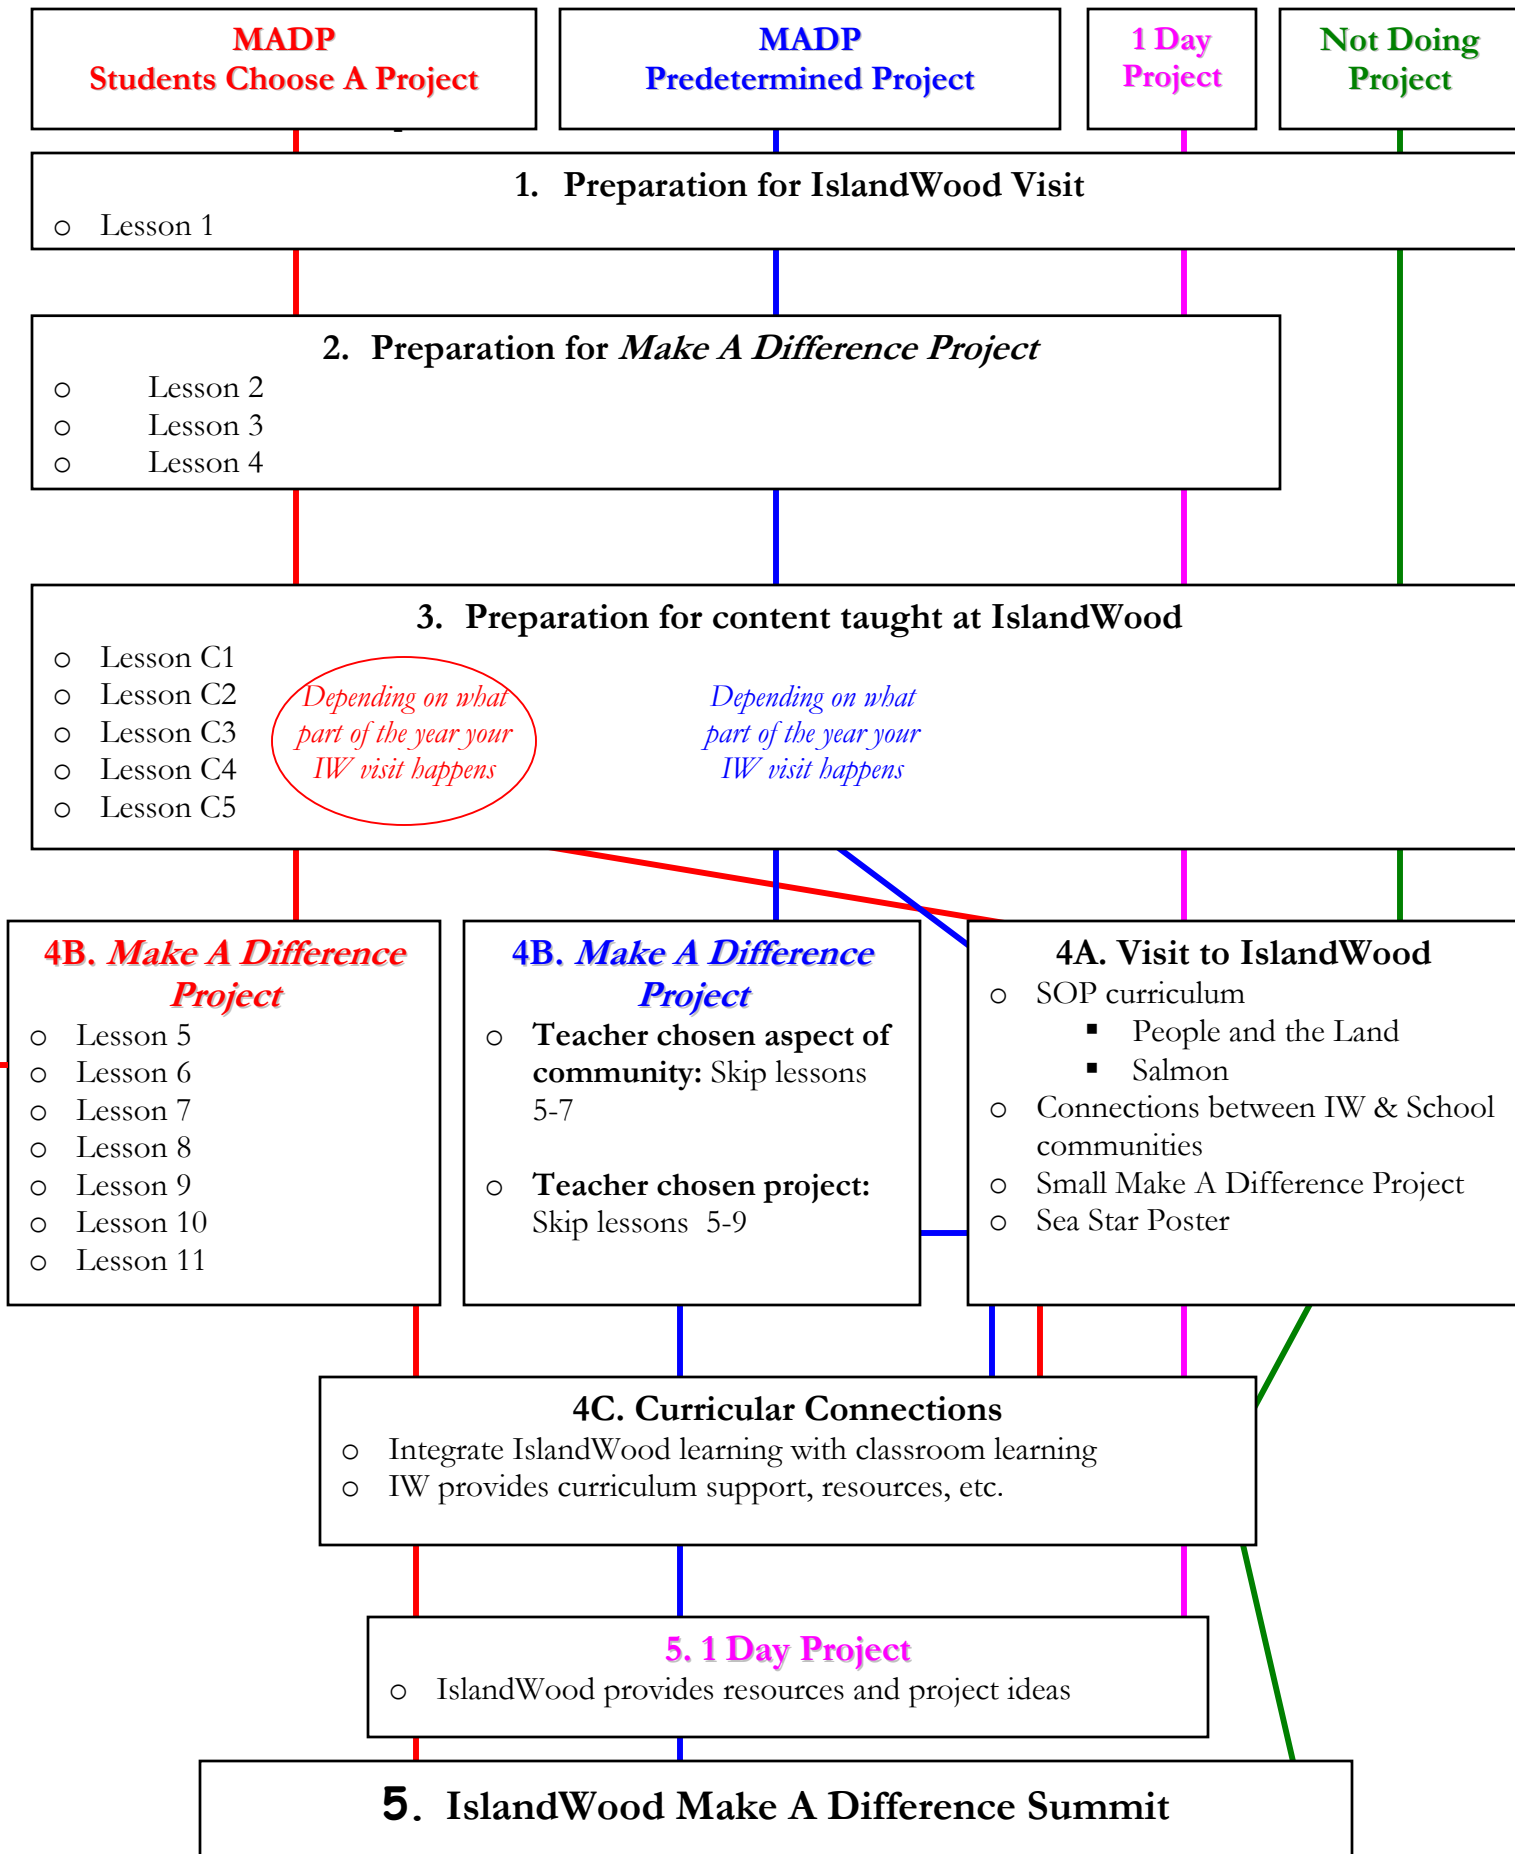 MADP
Students Choose A Project
MADP
Predetermined Project
1 Day
Project
Not Doing
Project
1. Preparation for IslandWood Visit
o Lesson 1
2. Preparation for Make A Difference Project
o Lesson 2
o Lesson 3
o Lesson 4
3. Preparation for content taught at IslandWood
o Lesson C1
o Lesson C2
o Lesson C3
o Lesson C4
o Lesson C5
Depending on what
part of the year your
IW visit happens
Depending on what
part of the year your
IW visit happens
4B. Make A Difference
Project
o Lesson 5
o Lesson 6
o Lesson 7
o Lesson 8
o Lesson 9
o Lesson 10
o Lesson 11
4B. Make A Difference
Project
o Teacher chosen aspect of
community: Skip lessons
5-7
o Teacher chosen project:
Skip lessons 5-9
4A. Visit to IslandWood
o SOP curriculum
▪ People and the Land
▪ Salmon
o Connections between IW & School
communities
o Small Make A Difference Project
o Sea Star Poster
4C. Curricular Connections
o Integrate IslandWood learning with classroom learning
o IW provides curriculum support, resources, etc.
5. 1 Day Project
o IslandWood provides resources and project ideas
5. IslandWood Make A Difference Summit